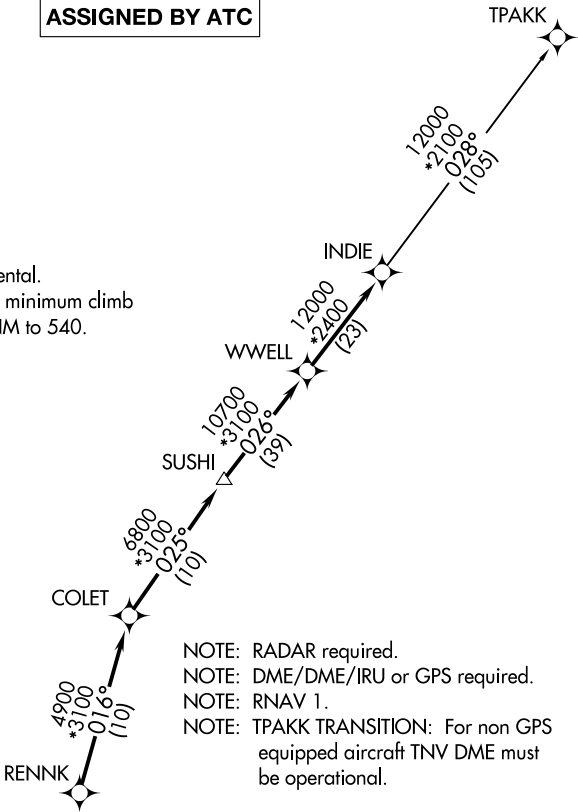 ASSIGNED BY ATC
TPAKK
12000
*2100
028°
(105)
INDIE
ental.
minimum climb
NM to 540.
12000
*2400
(23)
WWELL
10700
*3100
026°
(39)
SUSHI
6800
*3100
025°
(10)
COLET
4900
*3100
016°
(10)
RENNK
NOTE: RADAR required.
NOTE: DME/DME/IRU or GPS required.
NOTE: RNAV 1.
NOTE: TPAKK TRANSITION: For non GPS
equipped aircraft TNV DME must
be operational.